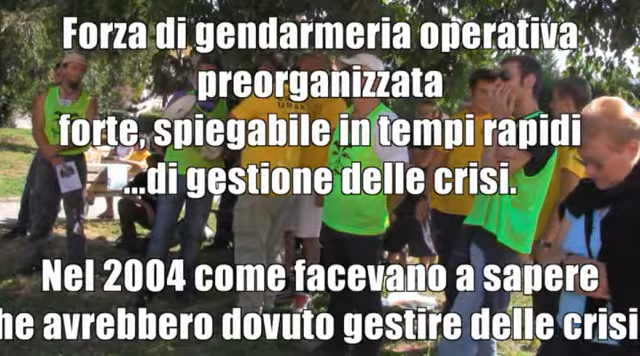 Forza di gendarmeria operativa
preorganizzata
forte, spiegabile in tempi rapidi
...di gestione delle crisi.
Nel 2004 come facevano a sapere
he avrebbero dovuto gestire delle crisi